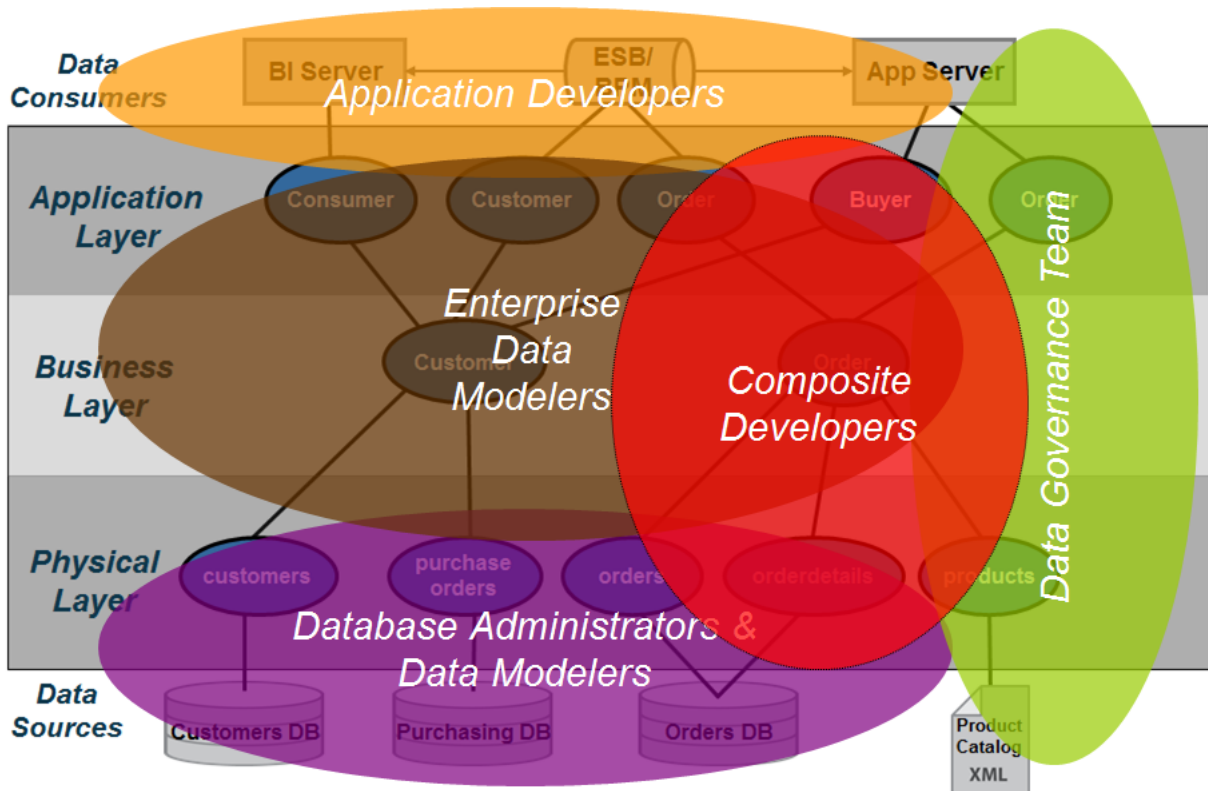 Data
Consumers
BI Server
ESB/
BPM
App Server
Application Developers
Application
Layer
Consumer
Customer
Order
Buyer
Order
Enterprise
Data
Modelers
Business
Layer
Customer
Order
Composite
Developers
Data Governance Team
Physical
Layer
customers
purchase
orders
orders
orderdetails
products
Database Administrators &
Data Modelers
Data
Sources
Customers DB
Purchasing DB
Orders DB
Product
Catalog
XML